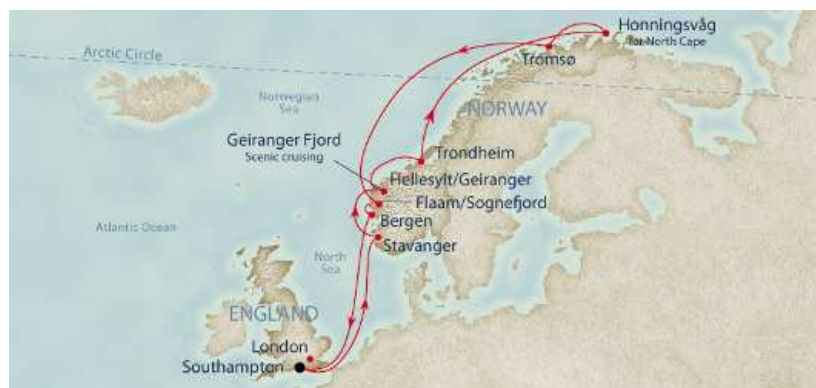 Honningsvåg
for North Cape
Arctic Circle
Tromsø
Norwegian
Sea
NORWAY
Geiranger Fjord
Scenic cruising
Trondheim
Hellesylt/Geiranger
Flaam/Sognefjord
Bergen
Atlantic Ocean
Stavanger
North
Sea
ENGLAND
London
Southampton